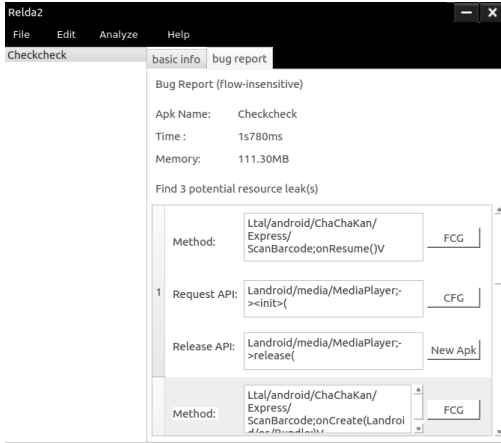 Relda2
File Edit Analyze Help
Checkcheck
basic info bug report
Bug Report (flow-insensitive)
Apk Name: Checkcheck
Time : 1s780ms
Memory: 111.30MB
Find 3 potential resource leak(s)
Ltal/android/ChaChaKan/
Express/
ScanBarcode;onResume()V
Method:
FCG
1
Request API:
Landroid/media/MediaPlayer;-
><init>(
CFG
Release API:
Landroid/media/MediaPlayer;-
>release(
New Apk
Ltal/android/ChaChaKan/
Express/
ScanBarcode;onCreate(Landroi
d/os/Bundle;)V
Method:
FCG